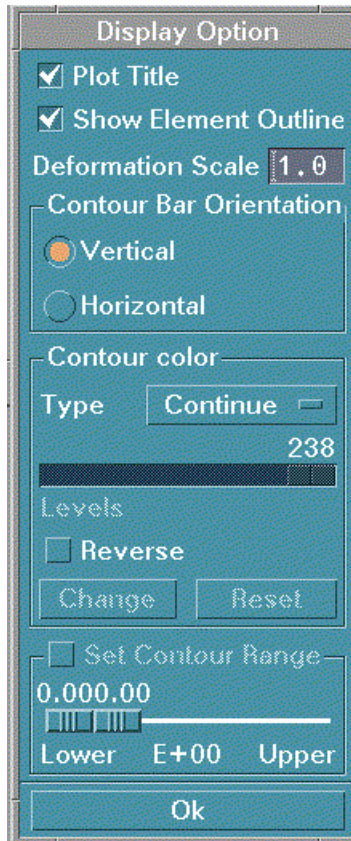 Display Option
Plot Title
Show Element Outline
Deformation Scale 1.0
Contour Bar Orientation
Vertical
Horizontal
Contour color
Type Continue
238
Levels
Reverse
Change Reset
Set Contour Range
0.000.00
Lower E+00 Upper
Ok